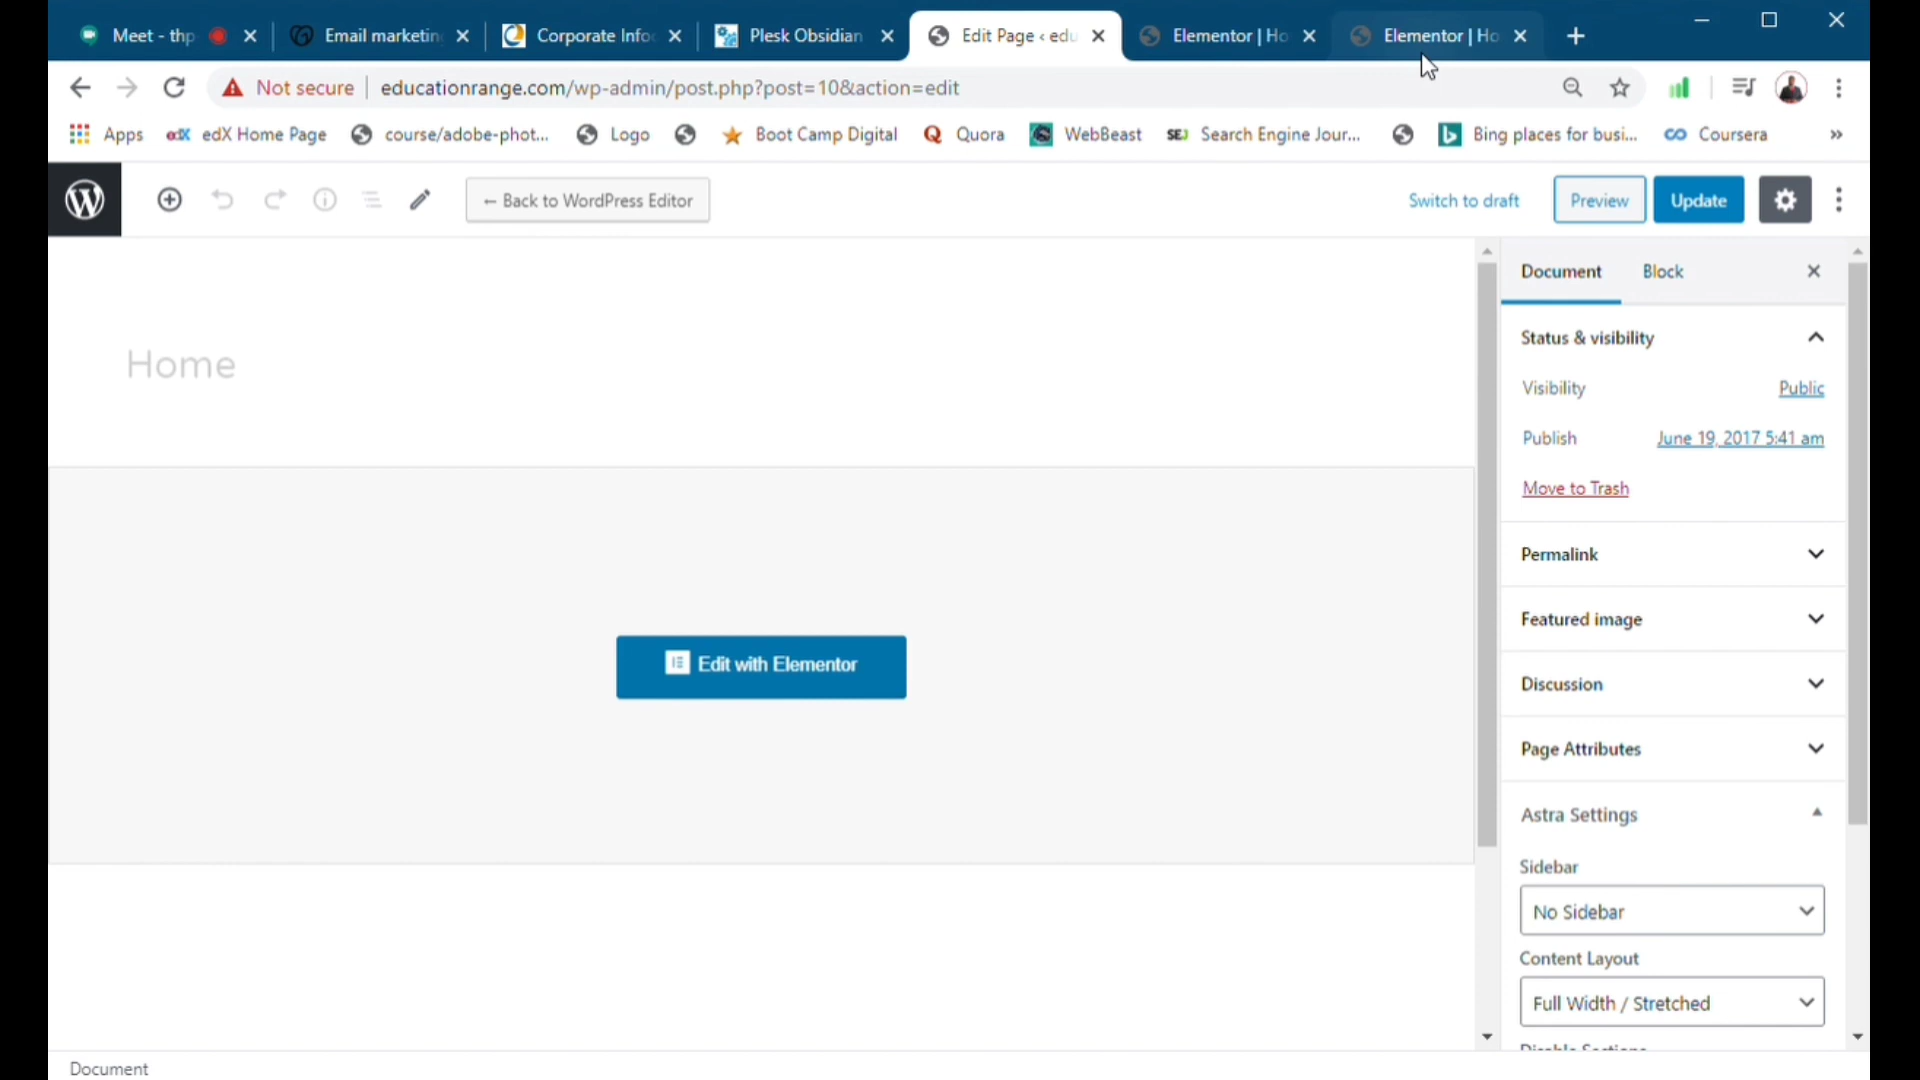 Meet - thp
Email marketin
Corporate Info
Plesk Obsidian
Edit Page ‹ edu
Elementor | Ho
Elementor | Ho
Not secure
educationrange.com/wp-admin/post.php?post=10&action=edit
Apps
edX edX Home Page
course/adobe-phot...
Logo
Boot Camp Digital
Quora
WebBeast
SEJ Search Engine Jour...
Bing places for busi...
Coursera
»
← Back to WordPress Editor
Switch to draft
Preview
Update
Home
Edit with Elementor
Document
Block
Status & visibility
Visibility
Public
Publish
June 19, 2017 5:41 am
Move to Trash
Permalink
Featured image
Discussion
Page Attributes
Astra Settings
Sidebar
No Sidebar
Content Layout
Full Width / Stretched
Document